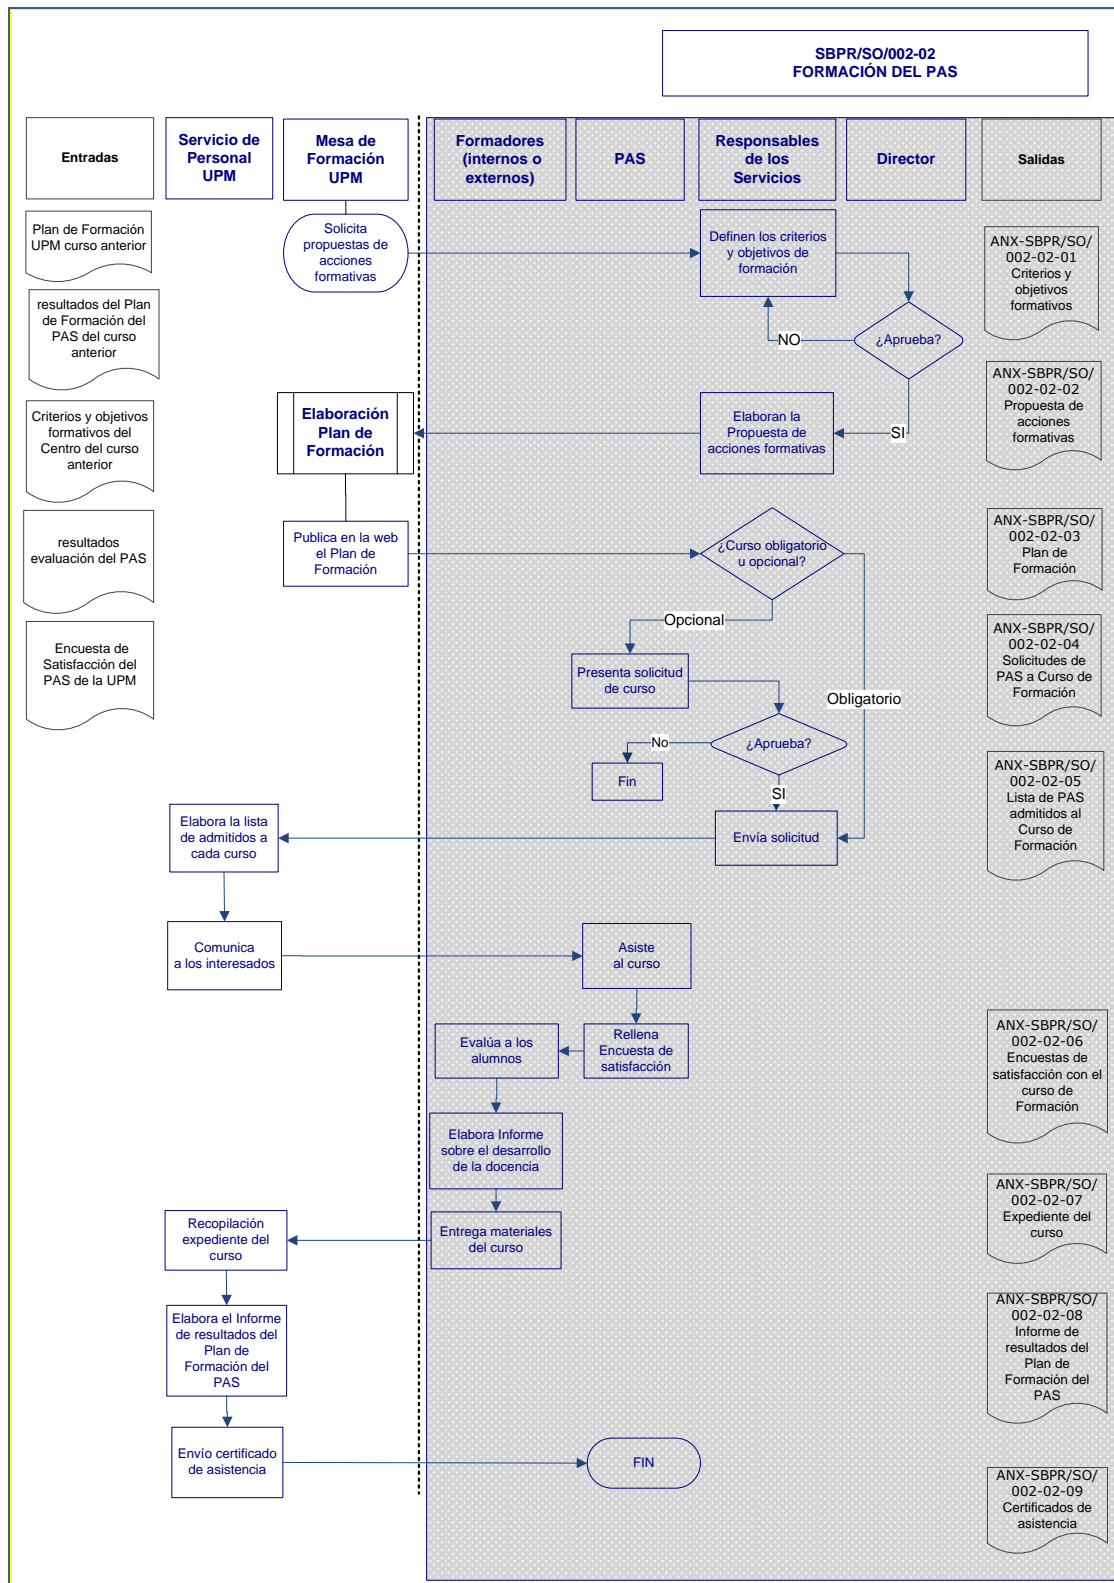 SBPR/SO/002-02
FORMACIÓN DEL PAS
Entradas
Servicio de
Personal
UPM
Mesa de
Formación
UPM
Formadores
(internos o
externos)
PAS
Responsables
de los
Servicios
Director
Salidas
Plan de Formación
UPM curso anterior
Solicita
propuestas de
acciones
formativas
Definen los criterios
y objetivos de
formación
ANX-SBPR/SO/
002-02-01
Criterios y
objetivos
formativos
resultados del Plan
de Formación del
PAS del curso
anterior
NO
¿Aprueba?
ANX-SBPR/SO/
002-02-02
Propuesta de
acciones
formativas
Criterios y objetivos
formativos del
Centro del curso
anterior
Elaboración
Plan de
Formación
Elaboran la
Propuesta de
acciones formativas
SI
resultados
evaluación del PAS
Publica en la web
el Plan de
Formación
¿Curso obligatorio
u opcional?
ANX-SBPR/SO/
002-02-03
Plan de
Formación
Opcional
ANX-SBPR/SO/
002-02-04
Solicitudes de
PAS a Curso de
Formación
Encuesta de
Satisfacción del
PAS de la UPM
Presenta solicitud
de curso
Obligatorio
No
¿Aprueba?
Fin
SI
ANX-SBPR/SO/
002-02-05
Lista de PAS
admitidos al
Curso de
Formación
Elabora la lista
de admitidos a
cada curso
Envía solicitud
Comunica
a los interesados
Asiste
al curso
Evalúa a los
alumnos
Rellena
Encuesta de
satisfacción
ANX-SBPR/SO/
002-02-06
Encuestas de
satisfacción con el
curso de
Formación
Elabora Informe
sobre el desarrollo
de la docencia
Recopilación
expediente del
curso
Entrega materiales
del curso
ANX-SBPR/SO/
002-02-07
Expediente del
curso
Elabora el Informe
de resultados del
Plan de
Formación del
PAS
ANX-SBPR/SO/
002-02-08
Informe de
resultados del
Plan de
Formación del
PAS
Envío certificado
de asistencia
FIN
ANX-SBPR/SO/
002-02-09
Certificados de
asistencia